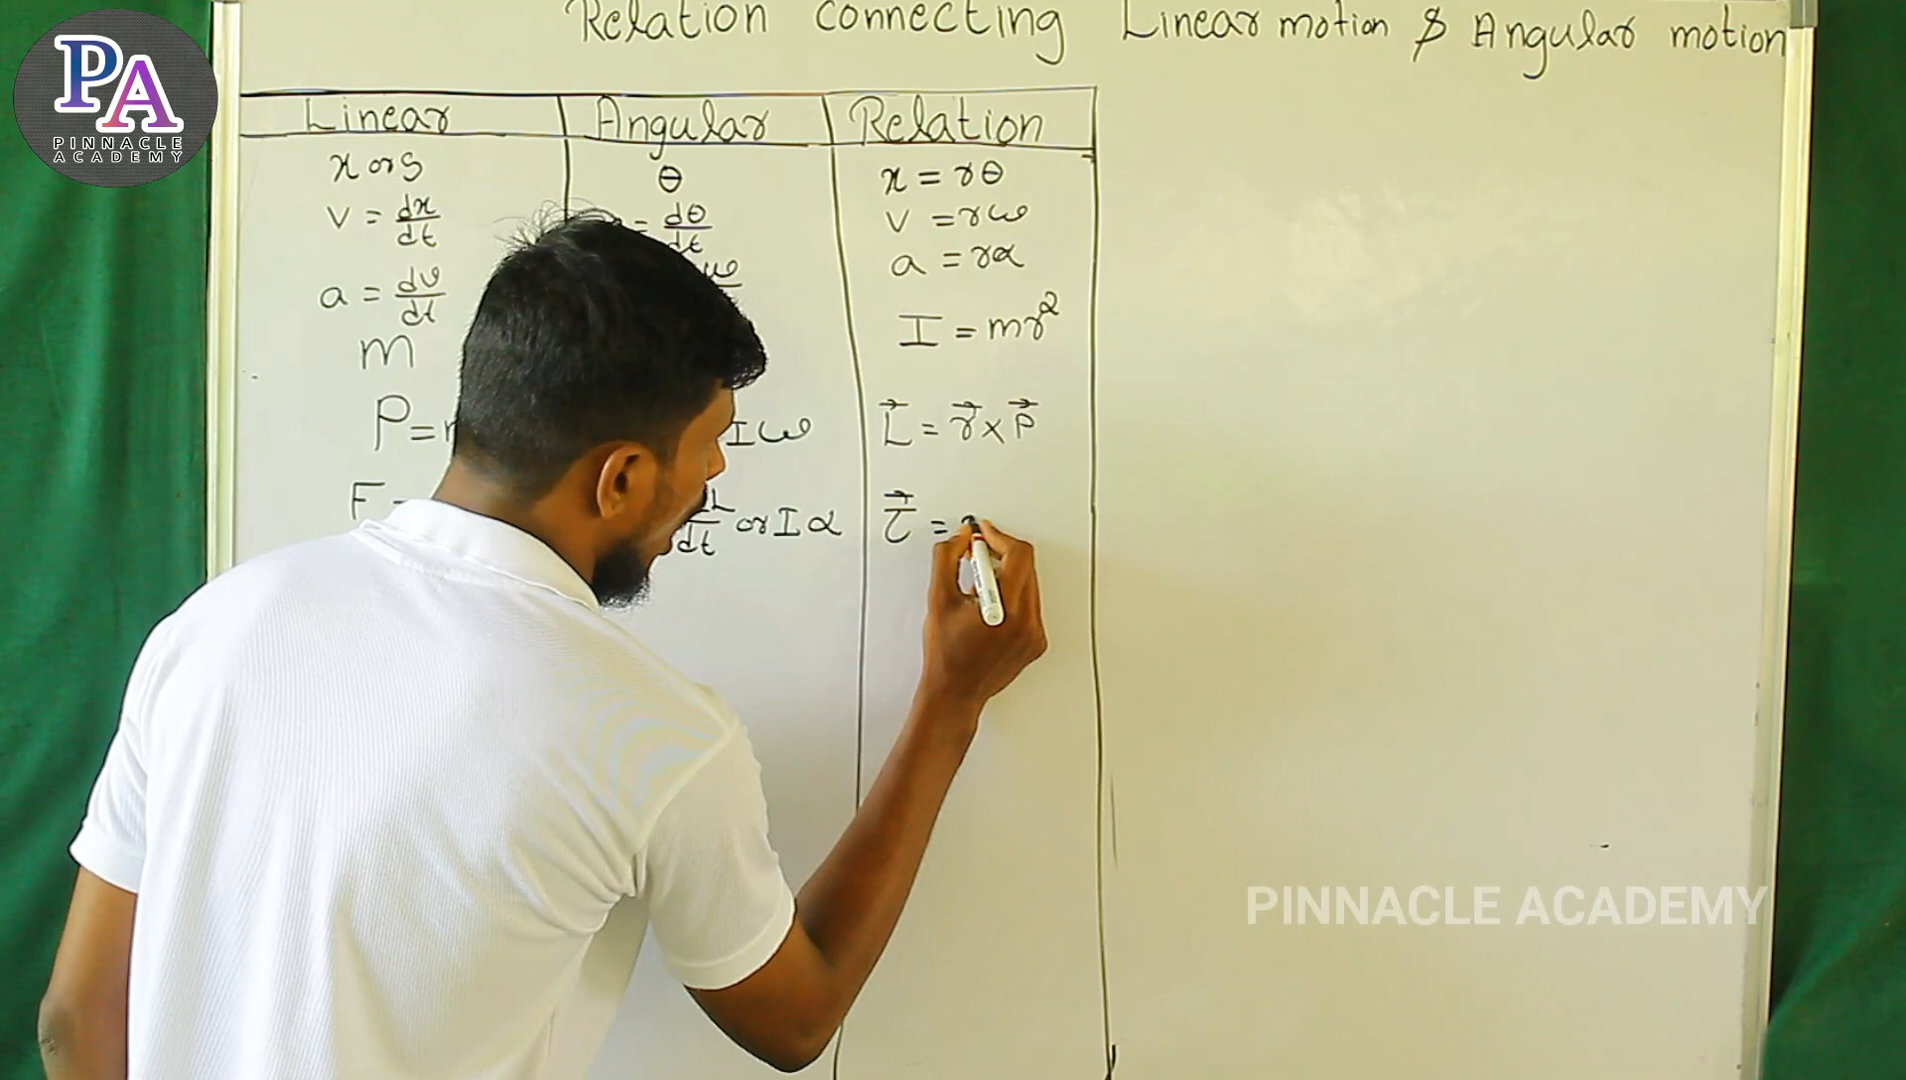 Relation connecting Linear motion & Angular motion
PA
PINNACLE
ACADEMY
Linear Angular Relation
x or S θ x = rθ
v = dx/dt = dθ/dt v = rω
a = dv/dt ω a = rα
m I = mr²
P = Iω L⃗ = r⃗ × P⃗
F = dL/dt or Iα τ⃗ =
PINNACLE ACADEMY